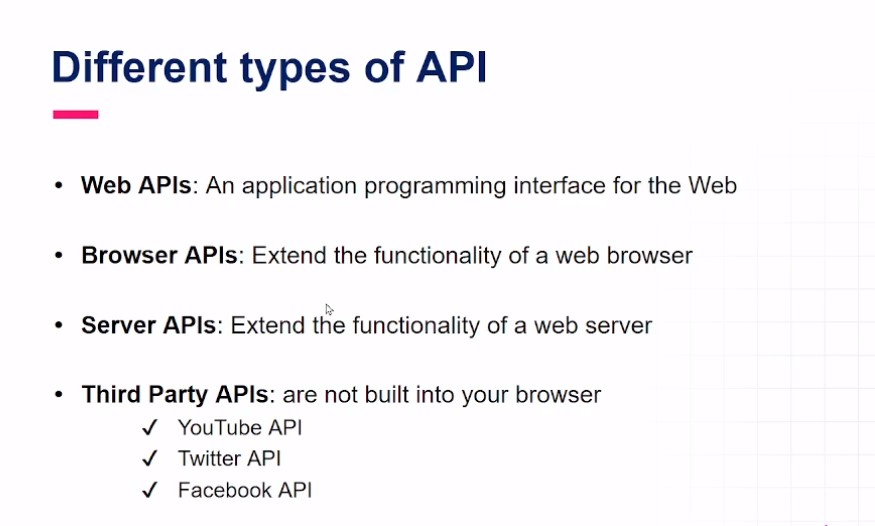 Different types of API
• Web APIs: An application programming interface for the Web
• Browser APIs: Extend the functionality of a web browser
• Server APIs: Extend the functionality of a web server
• Third Party APIs: are not built into your browser
✓ YouTube API
✓ Twitter API
✓ Facebook API